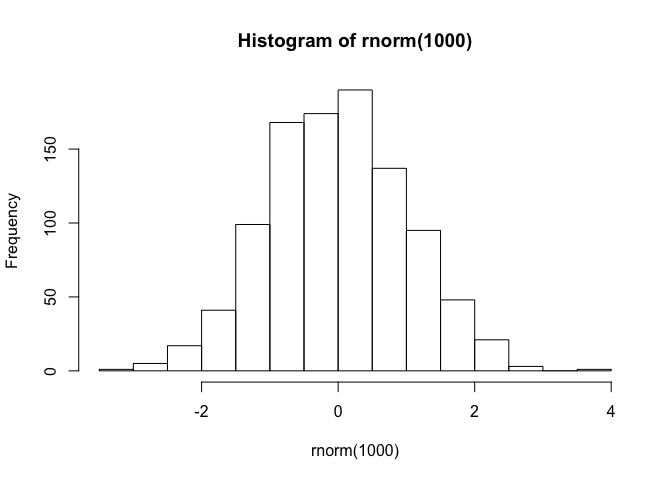 Histogram of rnorm(1000)
Frequency
150
100
50
0
-2 0 2 4
rnorm(1000)